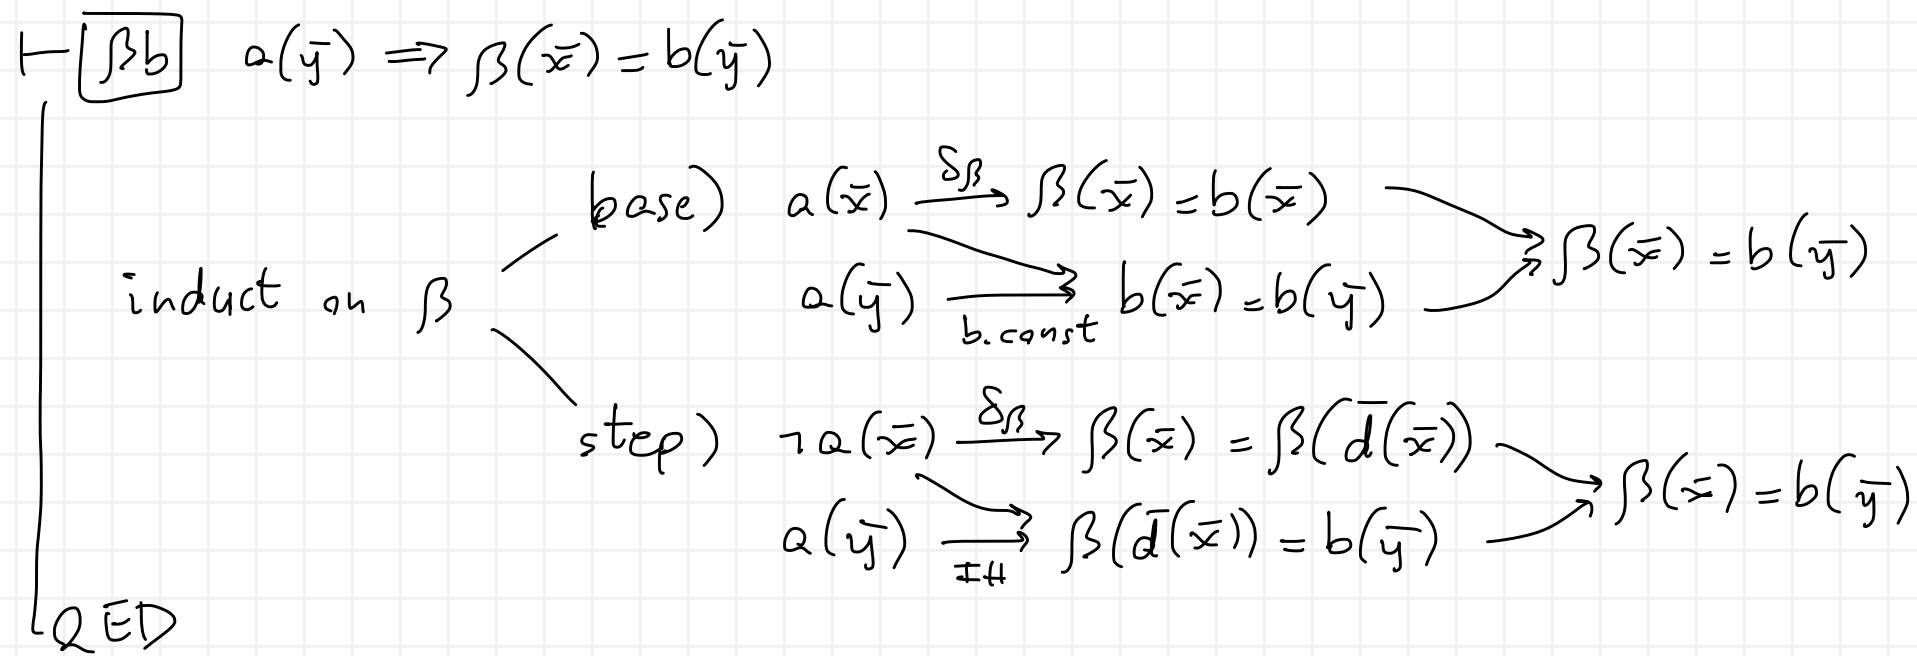 ⊢ βb a(ȳ) ⟹ β(x̄) = b(ȳ)
base) a(x̄) →δβ β(x̄) = b(x̄)
β(x̄) = b(ȳ)
induct on β
a(ȳ) → b.const b(x̄) = b(ȳ)
step) ¬a(x̄) →δβ β(x̄) = β(d̄(x̄))
β(x̄) = b(ȳ)
a(ȳ) → IH β(d̄(x̄)) = b(ȳ)
QED